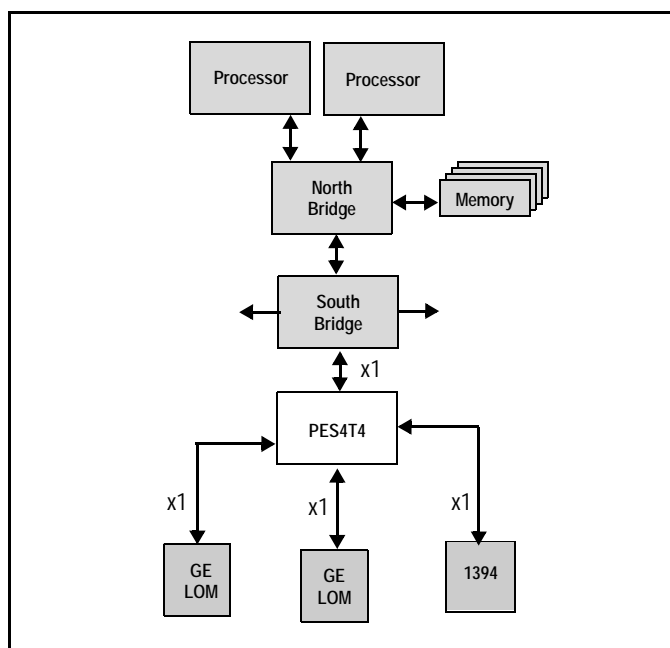 Processor
Processor
North
Bridge
Memory
South
Bridge
x1
PES4T4
x1
x1
x1
GE
LOM
GE
LOM
1394